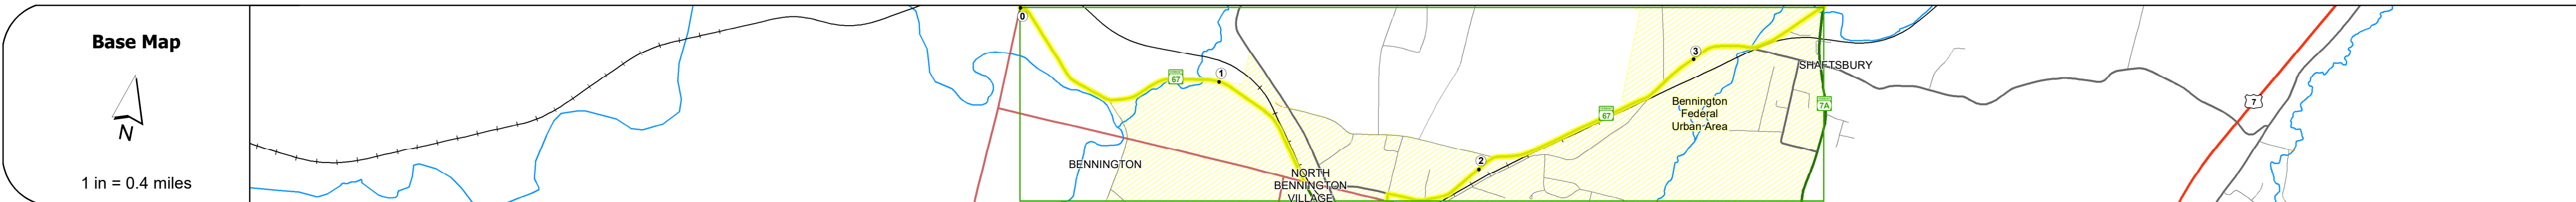 Base Map
N
1 in = 0.4 miles
0
67
1
BENNINGTON
NORTH
BENNINGTON
VILLAGE
2
67
3
Bennington
Federal
Urban Area
SHAFTSBURY
7A
7